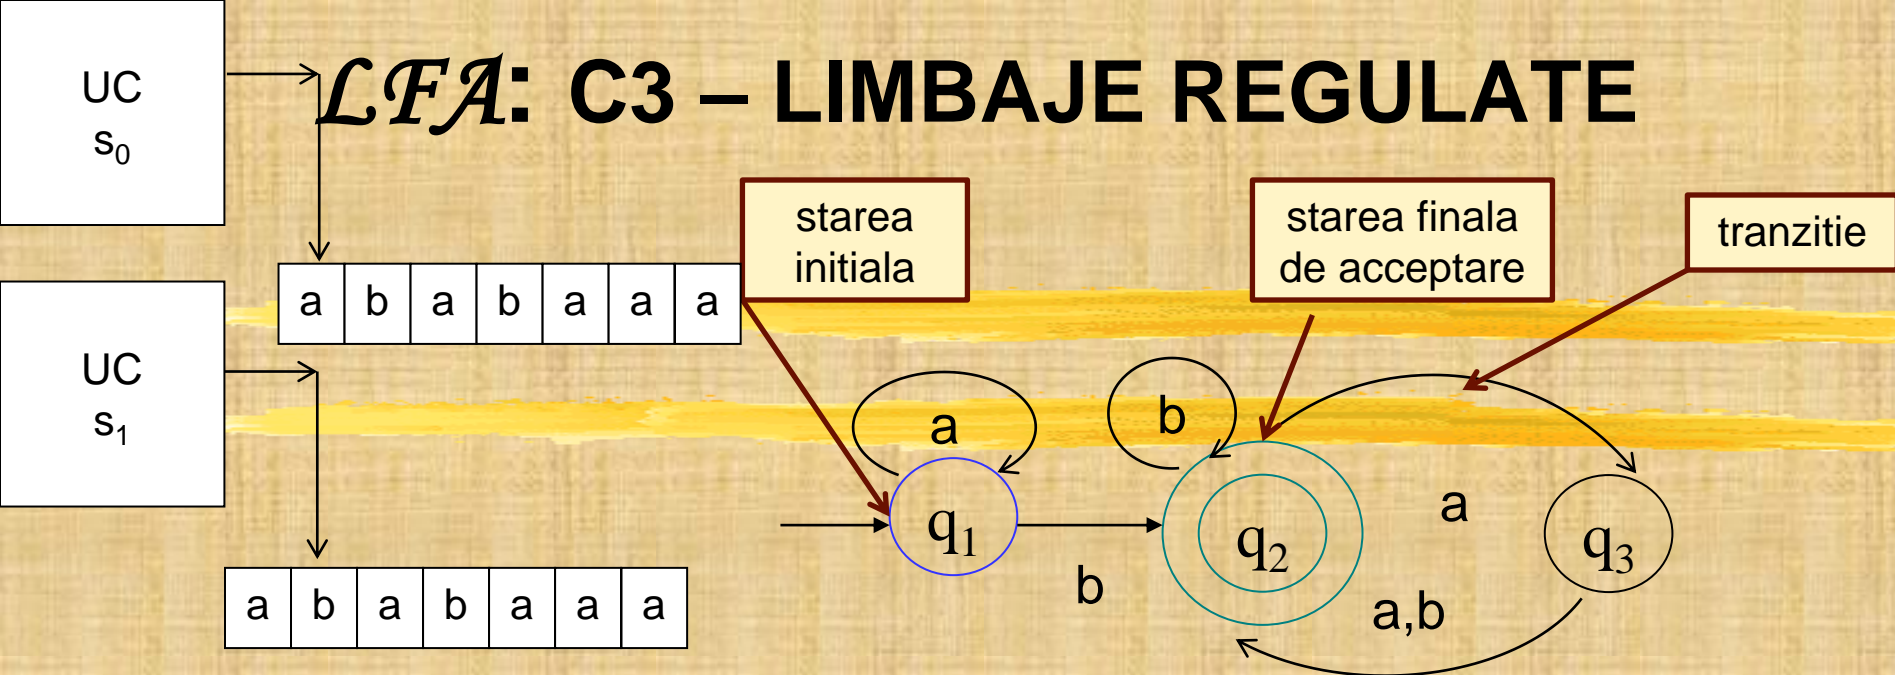 LFA: C3 – LIMBAJE REGULATE
UC
s₀
a b a b a a a
UC
s₁
a b a b a a a
starea
initiala
starea finala
de acceptare
tranzitie
a
b
q₁
b
q₂
a
a,b
q₃